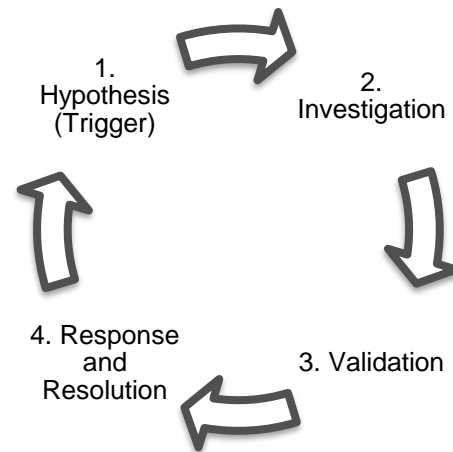 1.
Hypothesis
(Trigger)
2.
Investigation
3. Validation
4. Response
and
Resolution